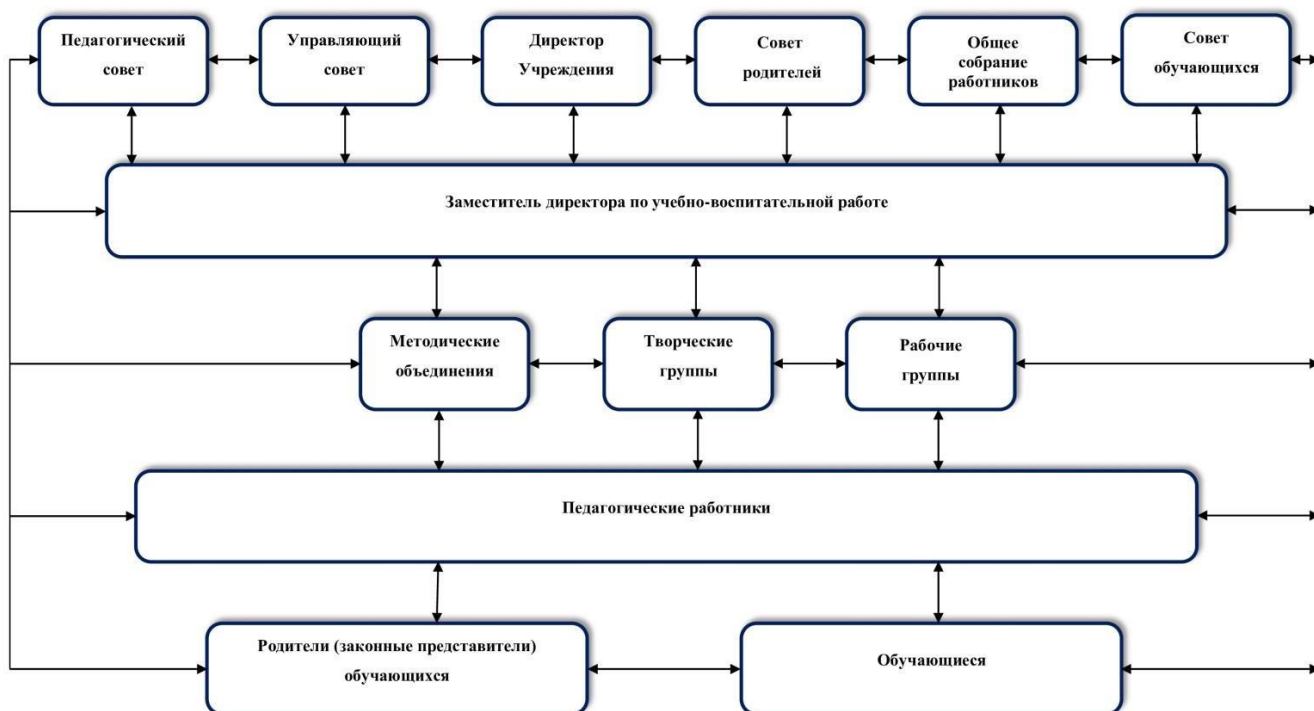 Педагогический
совет
Управляющий
совет
Директор
Учреждения
Совет
родителей
Общее
собрание
работников
Совет
обучающихся
Заместитель директора по учебно-воспитательной работе
Методические
объединения
Творческие
группы
Рабочие
группы
Педагогические работники
Родители (законные представители)
обучающихся
Обучающиеся